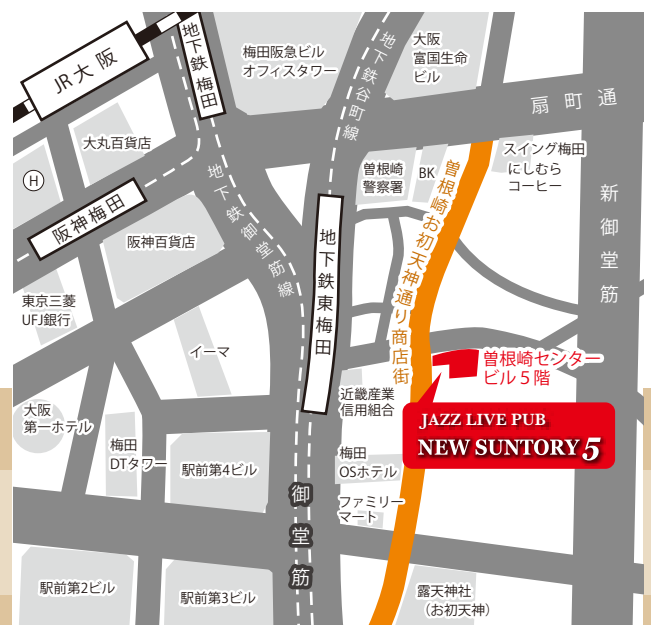 JR大阪
地下鉄梅田
梅田阪急ビル
オフィスタワー
地下鉄谷町線
大阪
富国生命
ビル
扇町通
大丸百貨店
H
阪神梅田
阪神百貨店
地下鉄御堂筋線
地下鉄東梅田
曽根崎
警察署
BK
曽根崎お初天神通り商店街
スイング梅田
にしむら
コーヒー
新御堂筋
東京三菱
UFJ銀行
イーマ
近畿産業
信用組合
曽根崎センター
ビル5階
JAZZ LIVE PUB
NEW SUNTORY 5
大阪
第一ホテル
梅田
DTタワー
駅前第4ビル
梅田
OSホテル
ファミリー
マート
御堂筋
駅前第2ビル
駅前第3ビル
露天神社
（お初天神）